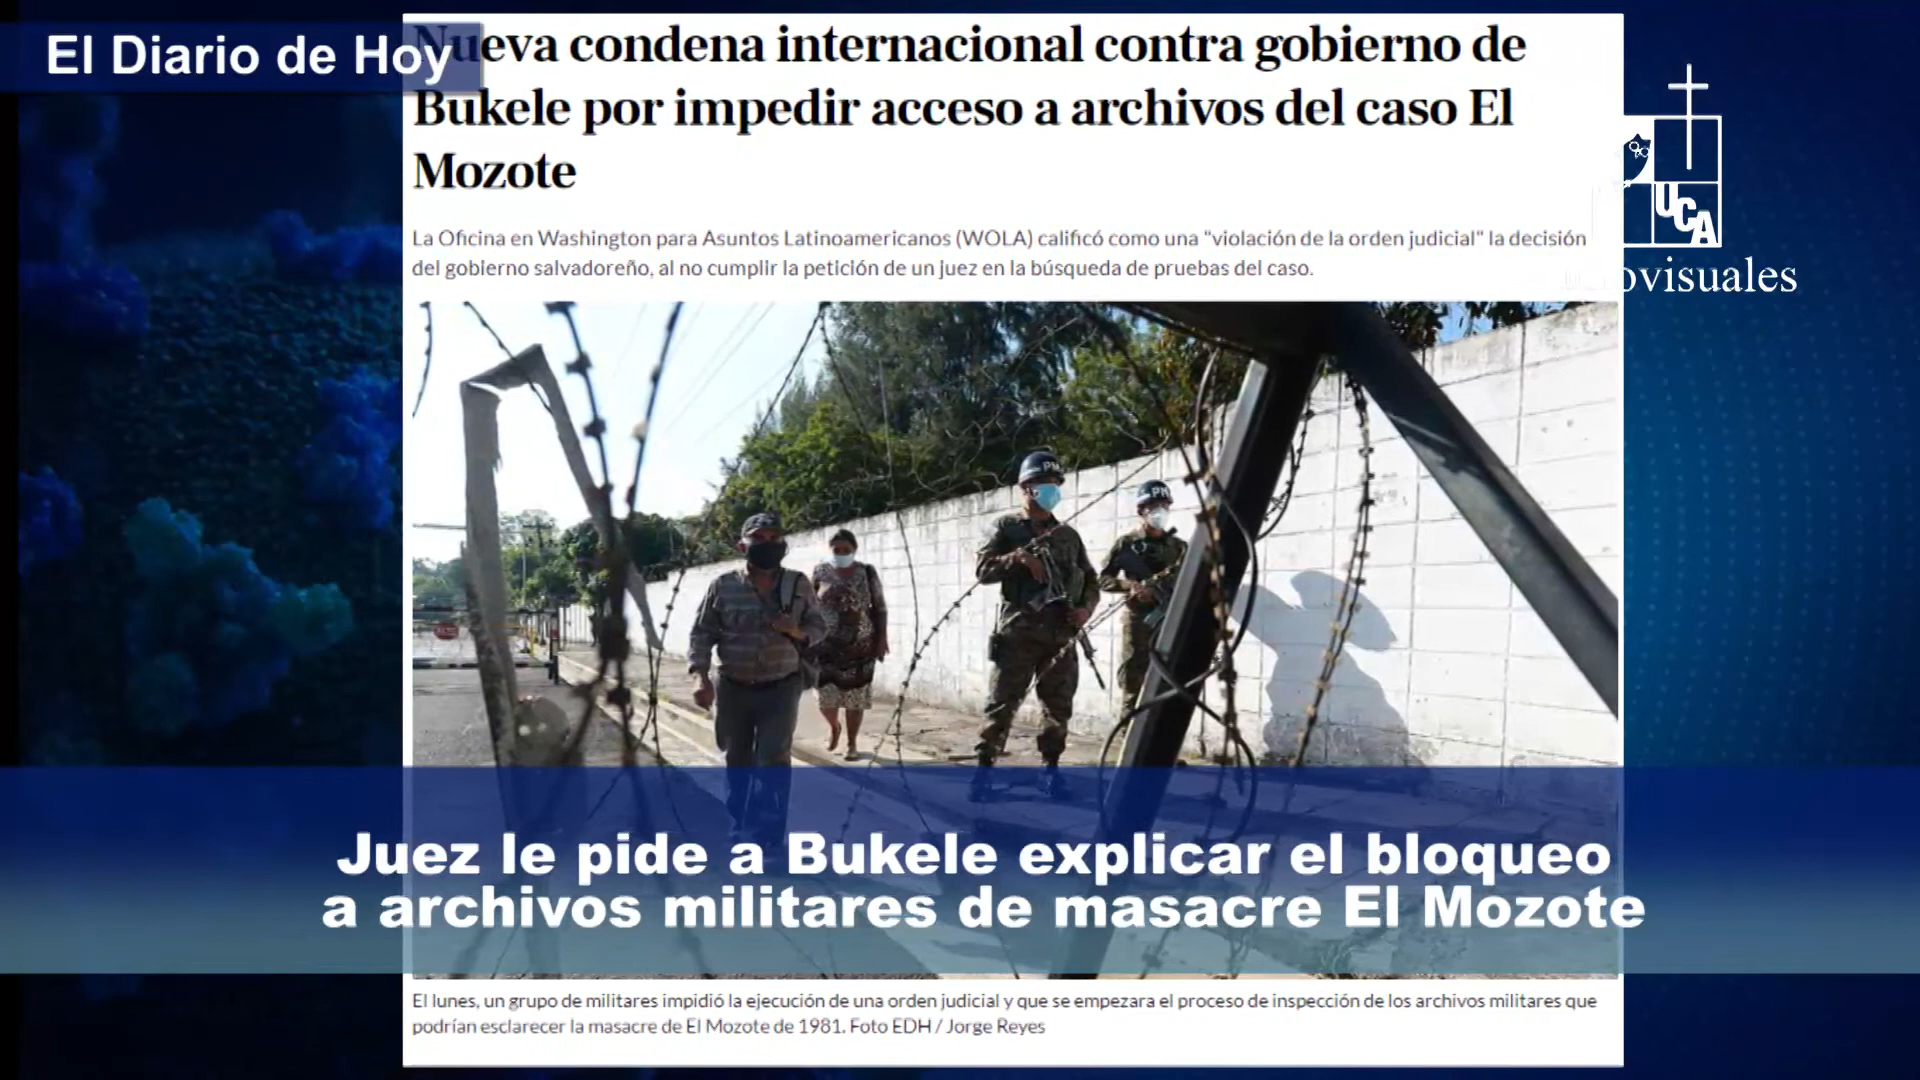 El Diario de Hoy
Nueva condena internacional contra gobierno de
Bukele por impedir acceso a archivos del caso El
Mozote
La Oficina en Washington para Asuntos Latinoamericanos (WOLA) calificó como una "violación de la orden judicial" la decisión
del gobierno salvadoreño, al no cumplir la petición de un juez en la búsqueda de pruebas del caso.
UCA
ovisuales
PM
PM
Juez le pide a Bukele explicar el bloqueo
a archivos militares de masacre El Mozote
El lunes, un grupo de militares impidió la ejecución de una orden judicial y que se empezara el proceso de inspección de los archivos militares que
podrían esclarecer la masacre de El Mozote de 1981. Foto EDH / Jorge Reyes